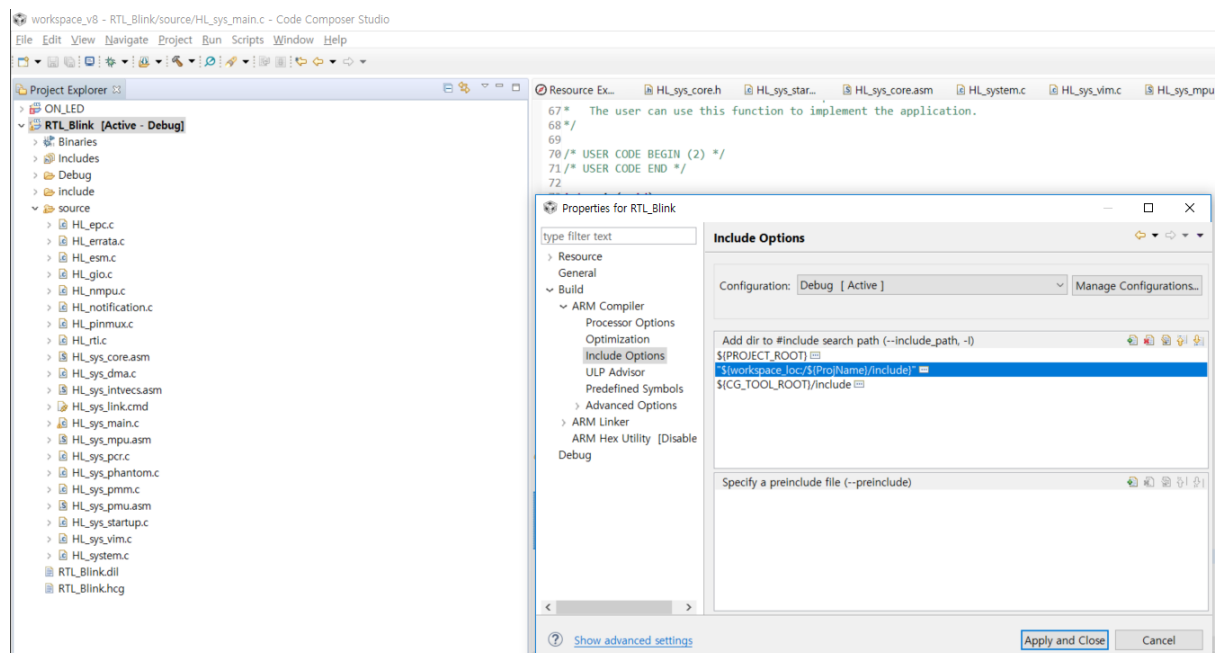 workspace_v8 - RTL_Blink/source/HL_sys_main.c - Code Composer Studio
File Edit View Navigate Project Run Scripts Window Help
Project Explorer
ON_LED
RTL_Blink [Active - Debug]
Binaries
Includes
Debug
include
source
HL_epc.c
HL_errata.c
HL_esm.c
HL_gio.c
HL_nmpu.c
HL_notification.c
HL_pinmux.c
HL_rti.c
HL_sys_core.asm
HL_sys_dma.c
HL_sys_intvecs.asm
HL_sys_link.cmd
HL_sys_main.c
HL_sys_mpu.asm
HL_sys_pcr.c
HL_sys_phantom.c
HL_sys_pmm.c
HL_sys_pmu.asm
HL_sys_startup.c
HL_sys_vim.c
HL_system.c
RTL_Blink.dil
RTL_Blink.hcg
Resource Ex... HL_sys_core.h HL_sys_star... HL_sys_core.asm HL_system.c HL_sys_vim.c HL_sys_mpu
67 * The user can use this function to implement the application.
68 */
69
70 /* USER CODE BEGIN (2) */
71 /* USER CODE END */
72
Properties for RTL_Blink
type filter text
Resource
General
Build
ARM Compiler
Processor Options
Optimization
Include Options
ULP Advisor
Predefined Symbols
Advanced Options
ARM Linker
ARM Hex Utility [Disable
Debug
Include Options
Configuration: Debug [ Active ] Manage Configurations...
Add dir to #include search path (--include_path, -I)
${PROJECT_ROOT}
"${workspace_loc:/${ProjName}/include}"
${CG_TOOL_ROOT}/include
Specify a preinclude file (--preinclude)
Show advanced settings
Apply and Close Cancel